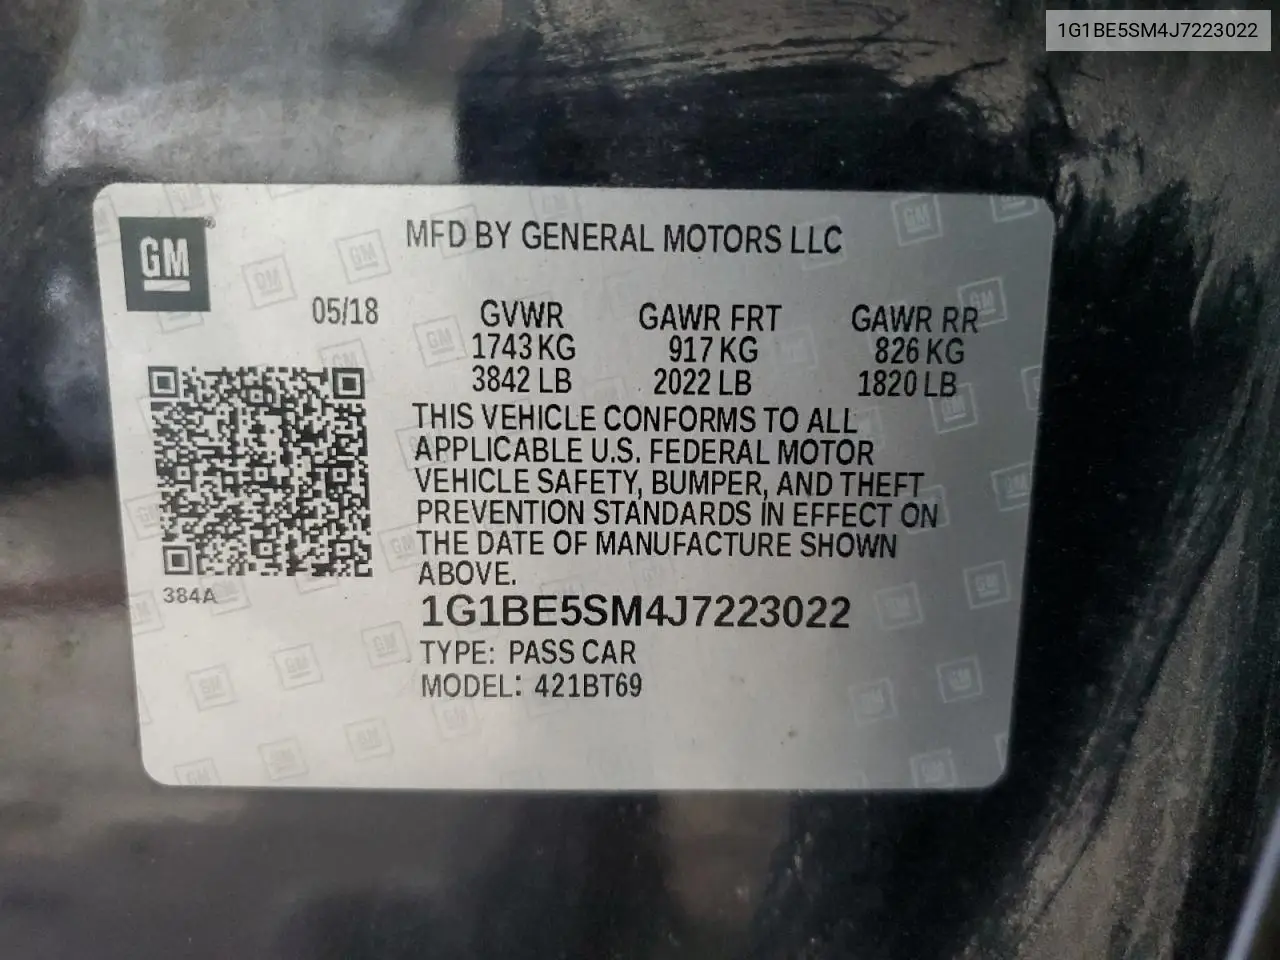 1G1BE5SM4J7223022
GM®
MFD BY GENERAL MOTORS LLC
05/18 GVWR GAWR FRT GAWR RR
1743 KG 917 KG 826 KG
3842 LB 2022 LB 1820 LB
THIS VEHICLE CONFORMS TO ALL
APPLICABLE U.S. FEDERAL MOTOR
VEHICLE SAFETY, BUMPER, AND THEFT
PREVENTION STANDARDS IN EFFECT ON
THE DATE OF MANUFACTURE SHOWN
ABOVE.
384A
1G1BE5SM4J7223022
TYPE: PASS CAR
MODEL: 421BT69